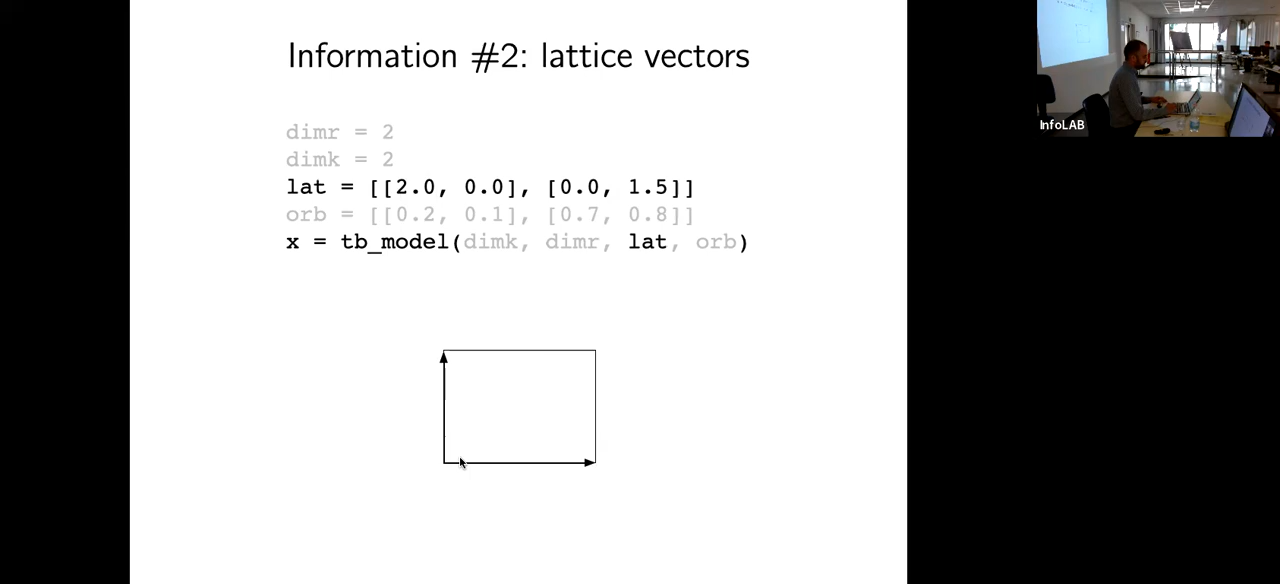 Information #2: lattice vectors
dimr = 2
dimk = 2
lat = [[2.0, 0.0], [0.0, 1.5]]
orb = [[0.2, 0.1], [0.7, 0.8]]
x = tb_model(dimk, dimr, lat, orb)
InfoLAB